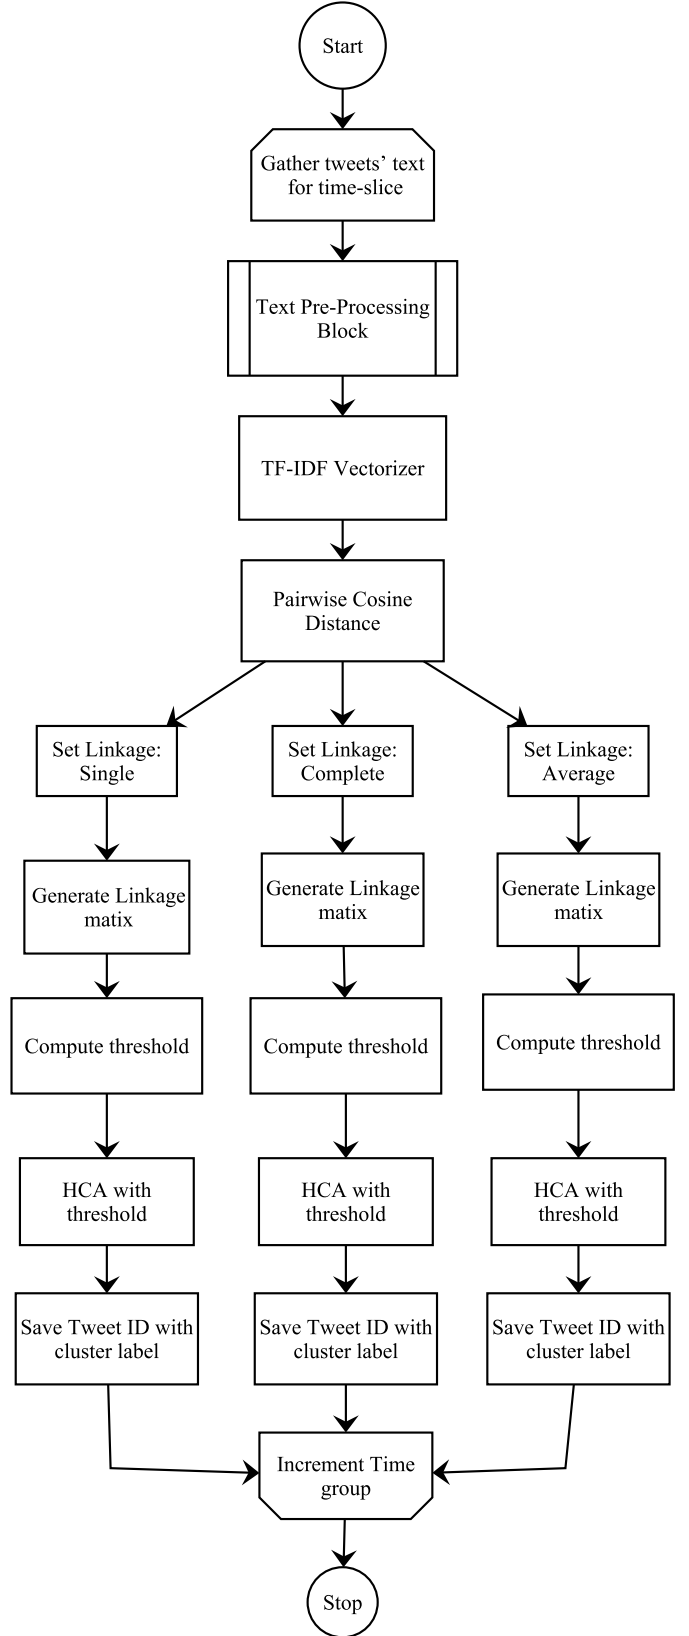 Start
Gather tweets’ text
for time-slice
Text Pre-Processing
Block
TF-IDF Vectorizer
Pairwise Cosine
Distance
Set Linkage:
Single
Set Linkage:
Complete
Set Linkage:
Average
Generate Linkage
matix
Generate Linkage
matix
Generate Linkage
matix
Compute threshold
Compute threshold
Compute threshold
HCA with
threshold
HCA with
threshold
HCA with
threshold
Save Tweet ID with
cluster label
Save Tweet ID with
cluster label
Save Tweet ID with
cluster label
Increment Time
group
Stop